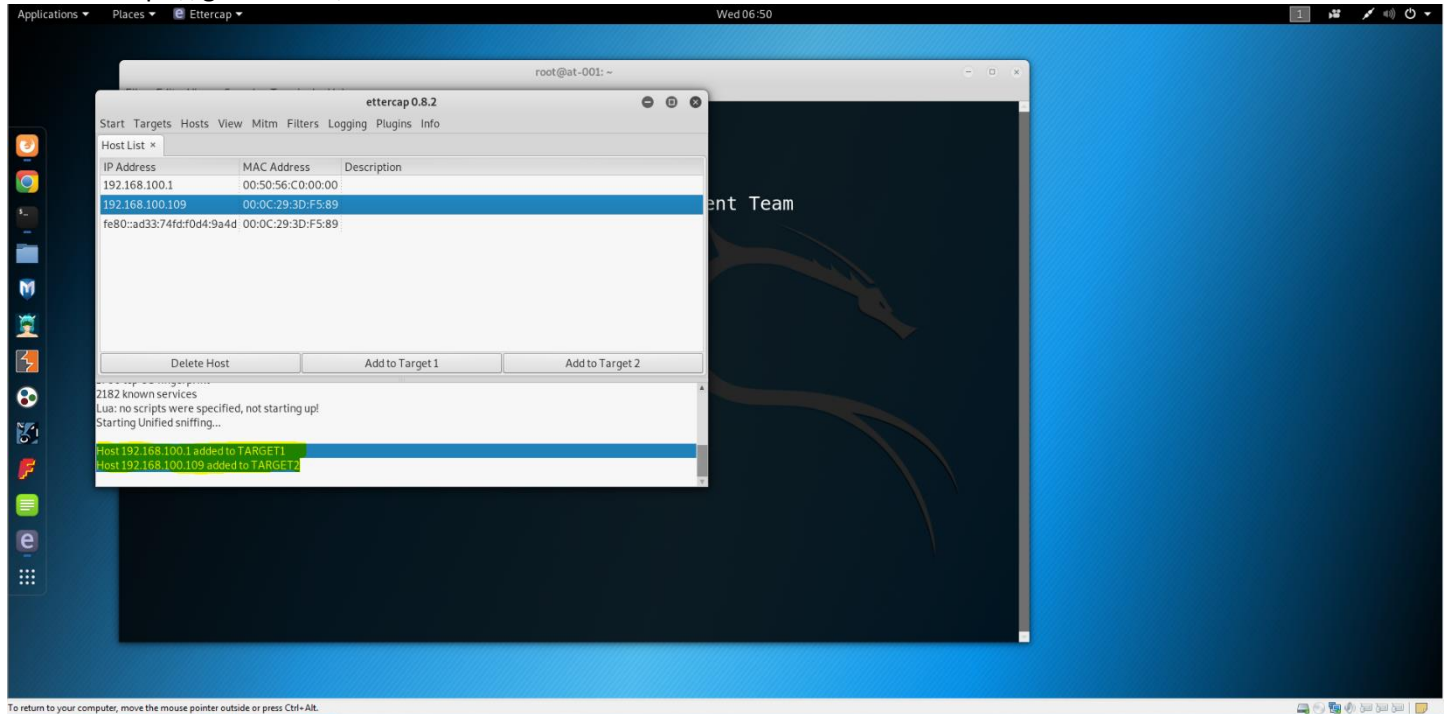 Applications Places Ettercap Wed 06:50 1
root@at-001: ~
ettercap 0.8.2
Start Targets Hosts View Mitm Filters Logging Plugins Info
Host List ×
IP Address MAC Address Description
192.168.100.1 00:50:56:C0:00:00
192.168.100.109 00:0C:29:3D:F5:89
fe80::ad33:74fd:f0d4:9a4d 00:0C:29:3D:F5:89
ent Team
Delete Host Add to Target 1 Add to Target 2
2182 known services
Lua: no scripts were specified, not starting up!
Starting Unified sniffing...
Host 192.168.100.1 added to TARGET1
Host 192.168.100.109 added to TARGET2
To return to your computer, move the mouse pointer outside or press Ctrl+Alt.